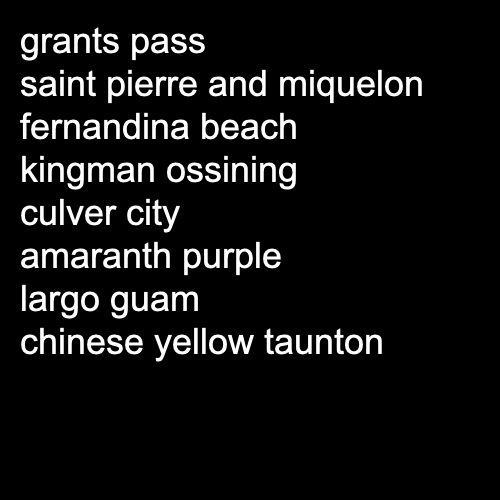 grants pass
saint pierre and miquelon
fernandina beach
kingman ossining
culver city
amaranth purple
largo guam
chinese yellow taunton